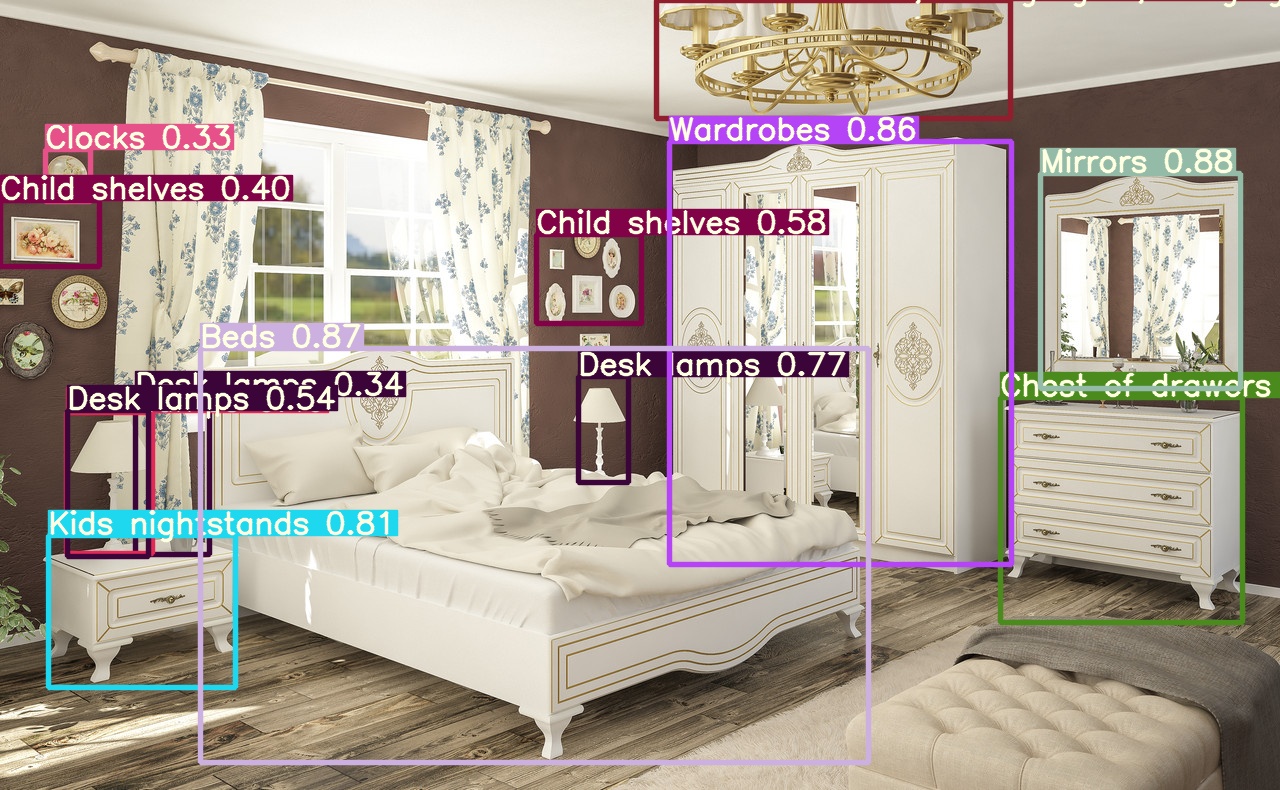 Clocks 0.33
Wardrobes 0.86
Mirrors 0.88
Child shelves 0.40
Child shelves 0.58
Beds 0.87
Desk lamps 0.77
Desk lamps 0.34
Desk lamps 0.54
Chest of drawers
Kids nightstands 0.81